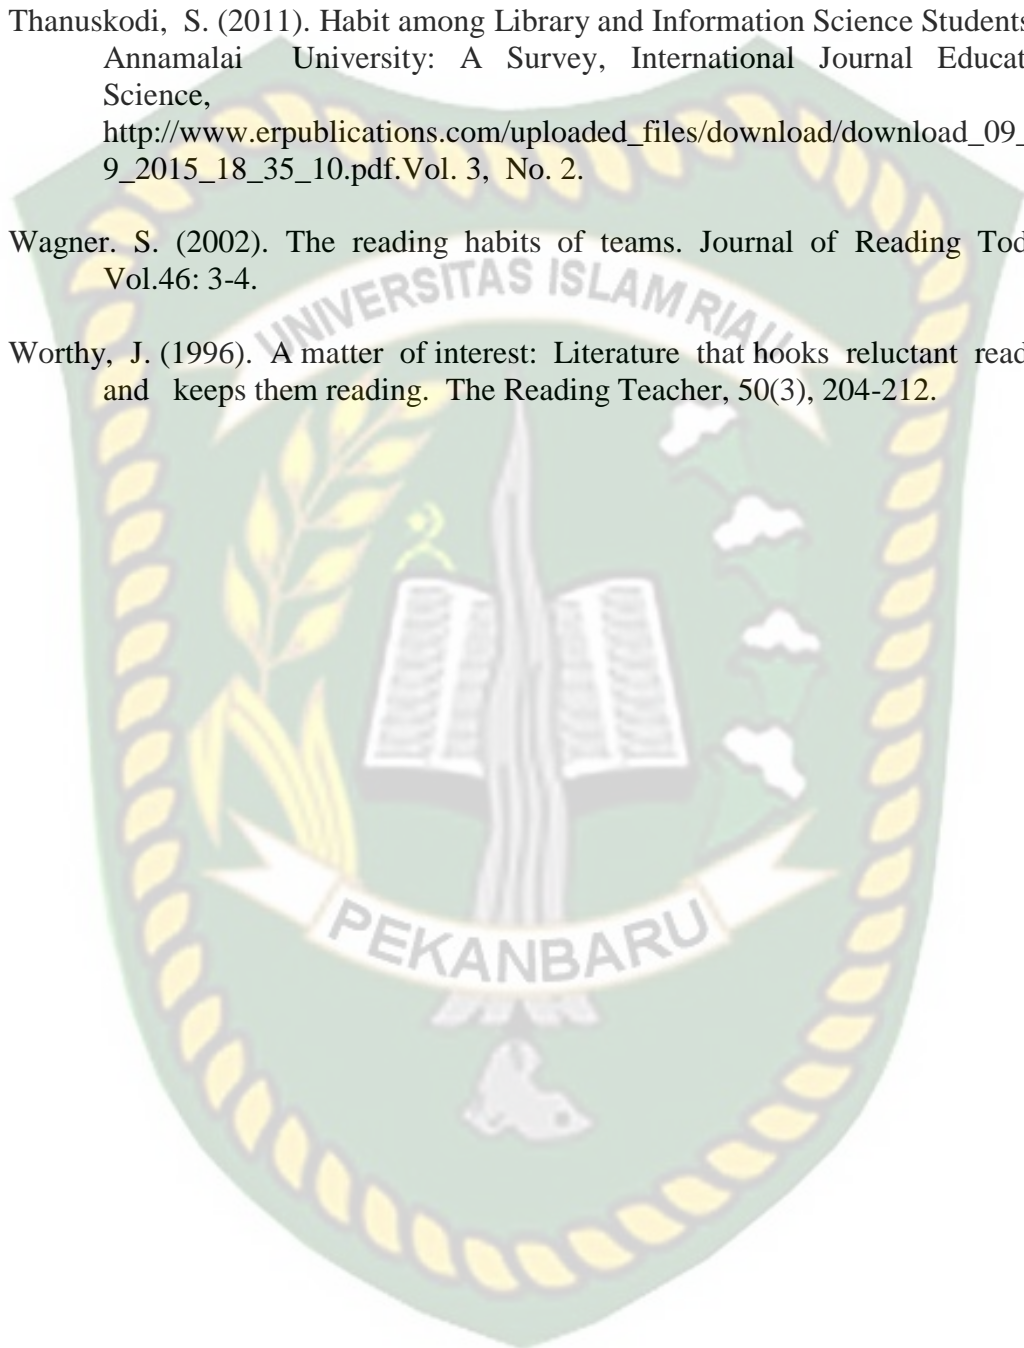 Thanuskodi, S. (2011). Habit among Library and Information Science Students
Annamalai University: A Survey, International Journal Educat
Science,
http://www.erpublications.com/uploaded_files/download/download_09_
9_2015_18_35_10.pdf.Vol. 3, No. 2.
Wagner. S. (2002). The reading habits of teams. Journal of Reading Tod
Vol.46: 3-4.
Worthy, J. (1996). A matter of interest: Literature that hooks reluctant read
and keeps them reading. The Reading Teacher, 50(3), 204-212.
UNIVERSITAS ISLAM RIAU
PEKANBARU